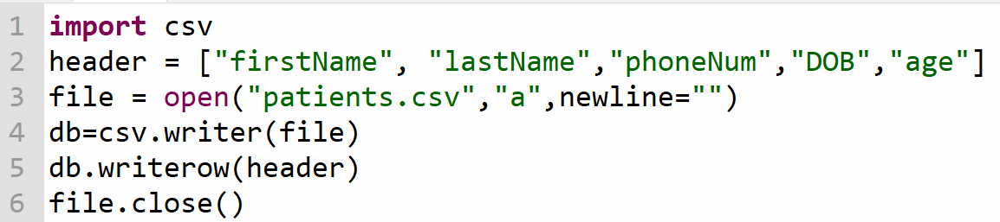 1 import csv
2 header = ["firstName", "lastName","phoneNum","DOB","age"]
3 file = open("patients.csv","a",newline="")
4 db=csv.writer(file)
5 db.writerow(header)
6 file.close()